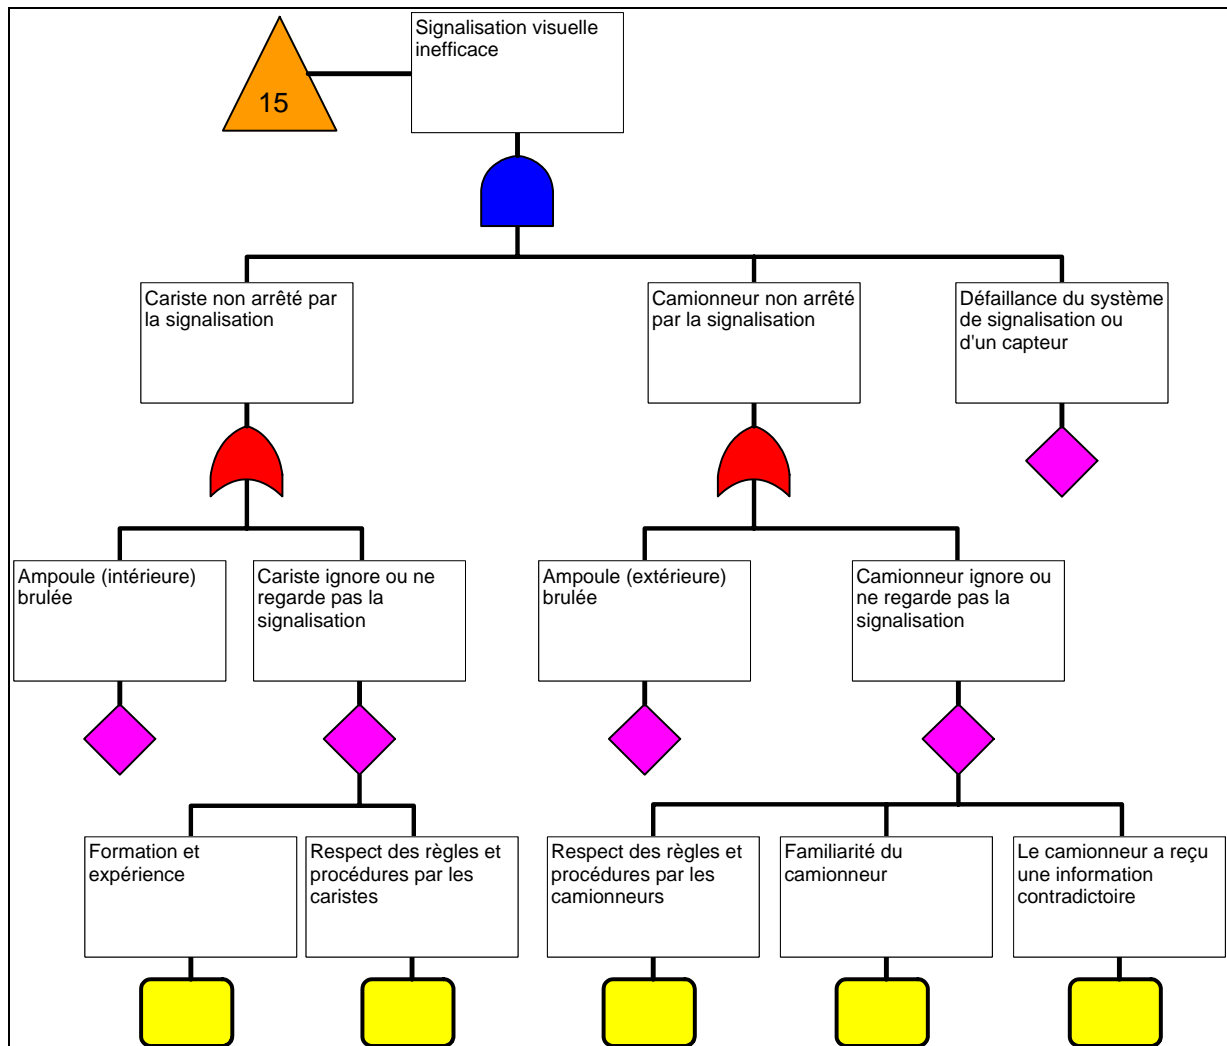 Signalisation visuelle
inefficace
15
Cariste non arrêté par
la signalisation
Camionneur non arrêté
par la signalisation
Défaillance du système
de signalisation ou
d'un capteur
Ampoule (intérieure)
brulée
Cariste ignore ou ne
regarde pas la
signalisation
Ampoule (extérieure)
brulée
Camionneur ignore ou
ne regarde pas la
signalisation
Formation et
expérience
Respect des règles et
procédures par les
caristes
Respect des règles et
procédures par les
camionneurs
Familiarité du
camionneur
Le camionneur a reçu
une information
contradictoire